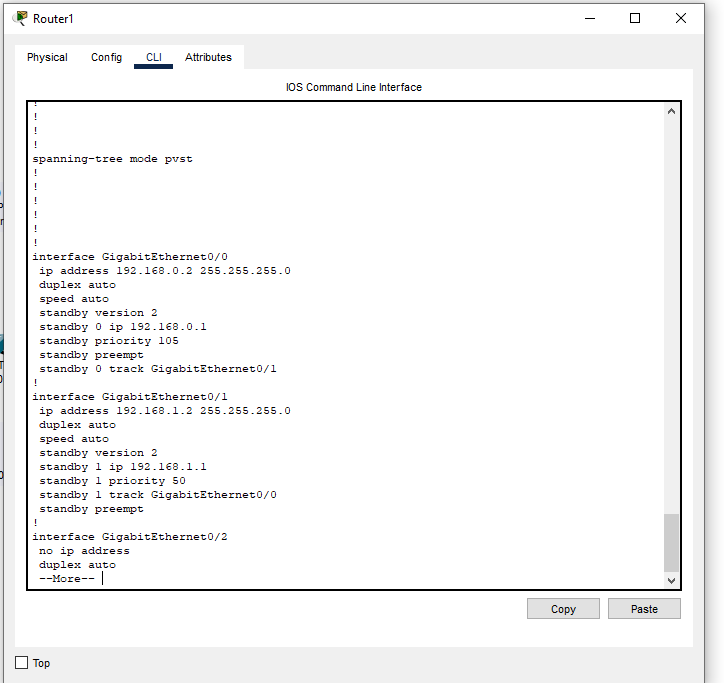 Router1
Physical Config CLI Attributes
IOS Command Line Interface
!
!
!
!
spanning-tree mode pvst
!
!
!
!
!
!
interface GigabitEthernet0/0
ip address 192.168.0.2 255.255.255.0
duplex auto
speed auto
standby version 2
standby 0 ip 192.168.0.1
standby priority 105
standby preempt
standby 0 track GigabitEthernet0/1
!
interface GigabitEthernet0/1
ip address 192.168.1.2 255.255.255.0
duplex auto
speed auto
standby version 2
standby 1 ip 192.168.1.1
standby 1 priority 50
standby 1 track GigabitEthernet0/0
standby preempt
!
interface GigabitEthernet0/2
no ip address
duplex auto
--More--
Copy Paste
Top